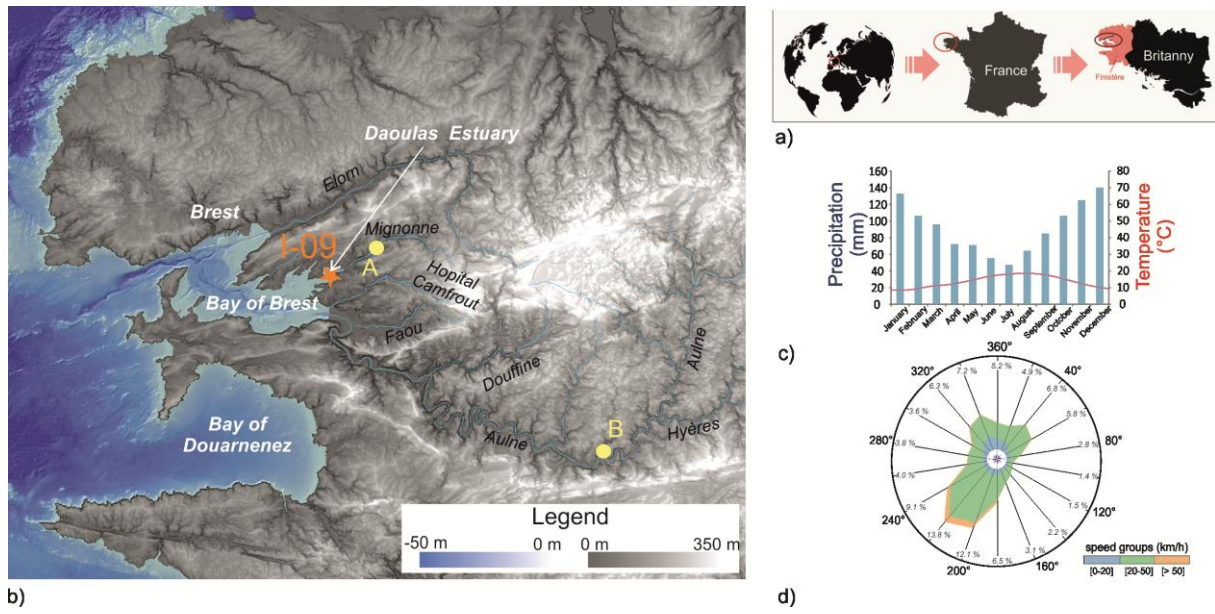 Daoulas Estuary
Elorn
Brest
Mignonne
I-09
A
Hopital
Camfrout
Bay of Brest
Faou
Aulne
Douffine
Bay of
Douarnenez
B
Hyères
Aulne
Legend
-50 m
0 m
0
350 m
b)
France
Britanny
Finistère
a)
Precipitation
(mm)
160
140
120
100
80
60
40
20
00
80
70
60
50
40
30
20
10
0
Temperature
(°C)
January
February
March
April
May
June
July
August
September
October
November
December
c)
360°
40°
80°
120°
160°
200°
240°
280°
320°
5.2 %
4.9 %
6.8 %
5.8 %
2.8 %
1.4 %
1.5 %
2.2 %
3.1 %
6.5 %
12.1 %
13.8 %
9.1 %
4.0 %
3.8 %
3.6 %
6.3 %
7.2 %
speed groups (km/h)
[0-20]
[20-50]
[> 50]
d)